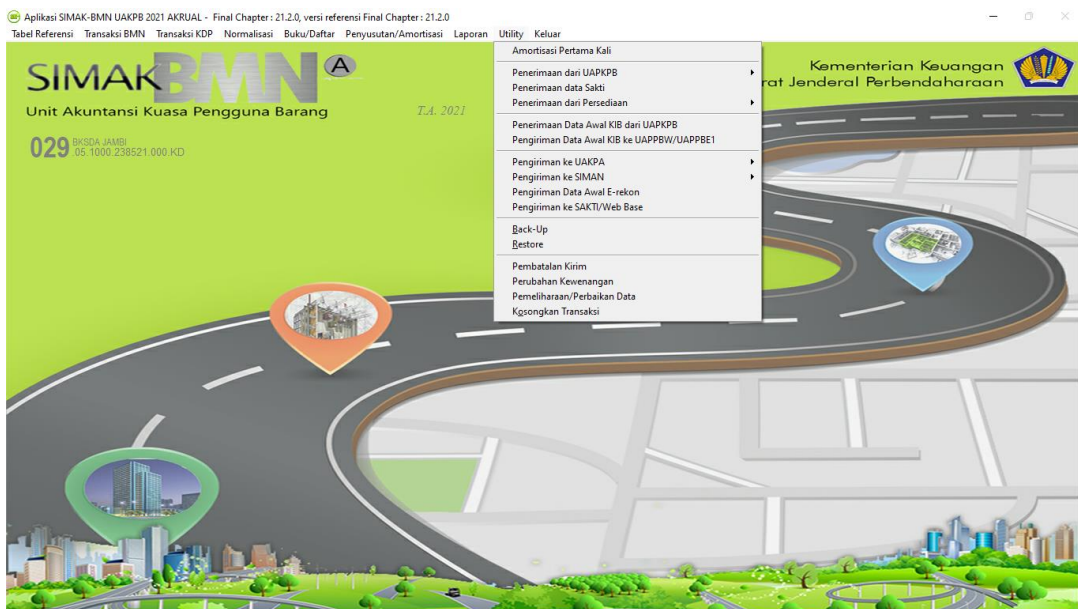 Aplikasi SIMAK-BMN UAKPB 2021 AKRUAL - Final Chapter : 21.2.0, versi referensi Final Chapter : 21.2.0
Tabel Referensi Transaksi BMN Transaksi KDP Normalisasi Buku/Daftar Penyusutan/Amortisasi Laporan Utility Keluar
SIMAK BMN A
Unit Akuntansi Kuasa Pengguna Barang
T.A. 2021
029 BKSDA JAMBI
.05.1000.238521.000.KD
Amortisasi Pertama Kali
Penerimaan dari UAPKPB
Penerimaan data Sakti
Penerimaan dari Persediaan
Penerimaan Data Awal KIB dari UAPKPB
Pengiriman Data Awal KIB ke UAPPBW/UAPPBE1
Pengiriman ke UAKPA
Pengiriman ke SIMAN
Pengiriman Data Awal E-rekon
Pengiriman ke SAKTI/Web Base
Back-Up
Restore
Pembatalan Kirim
Perubahan Kewenangan
Pemeliharaan/Perbaikan Data
Kosongkan Transaksi
Kementerian Keuangan
rat Jenderal Perbendaharaan